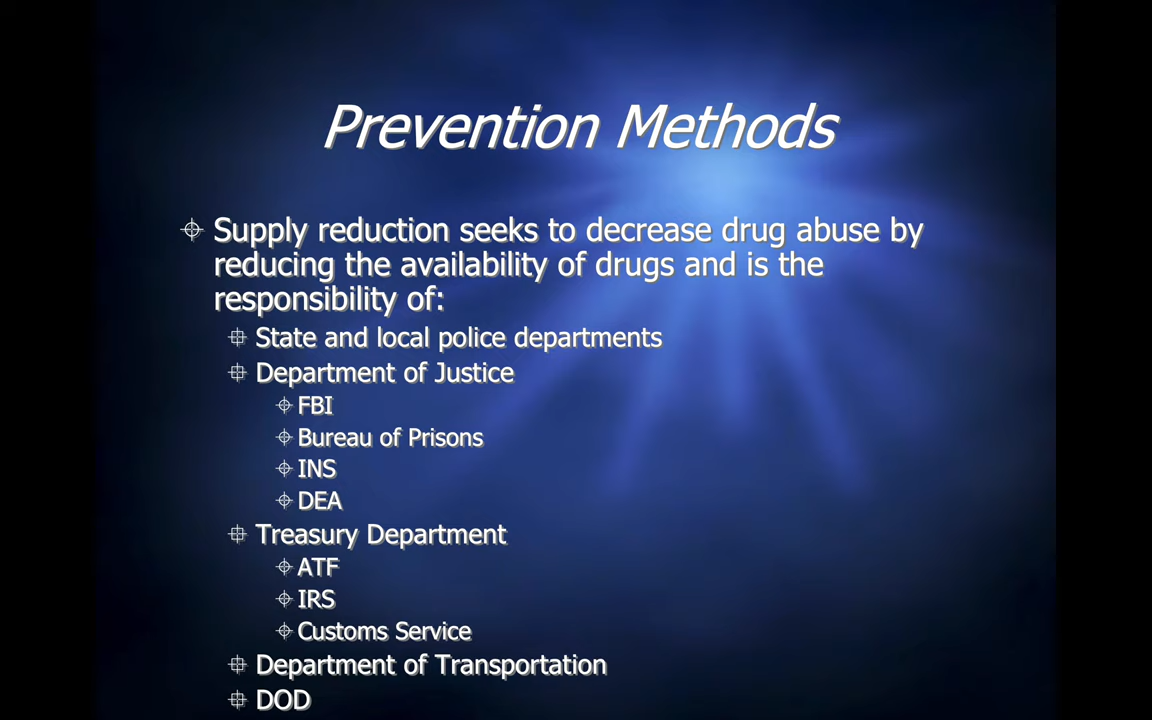 Prevention Methods
Supply reduction seeks to decrease drug abuse by
reducing the availability of drugs and is the
responsibility of:
State and local police departments
Department of Justice
FBI
Bureau of Prisons
INS
DEA
Treasury Department
ATF
IRS
Customs Service
Department of Transportation
DOD